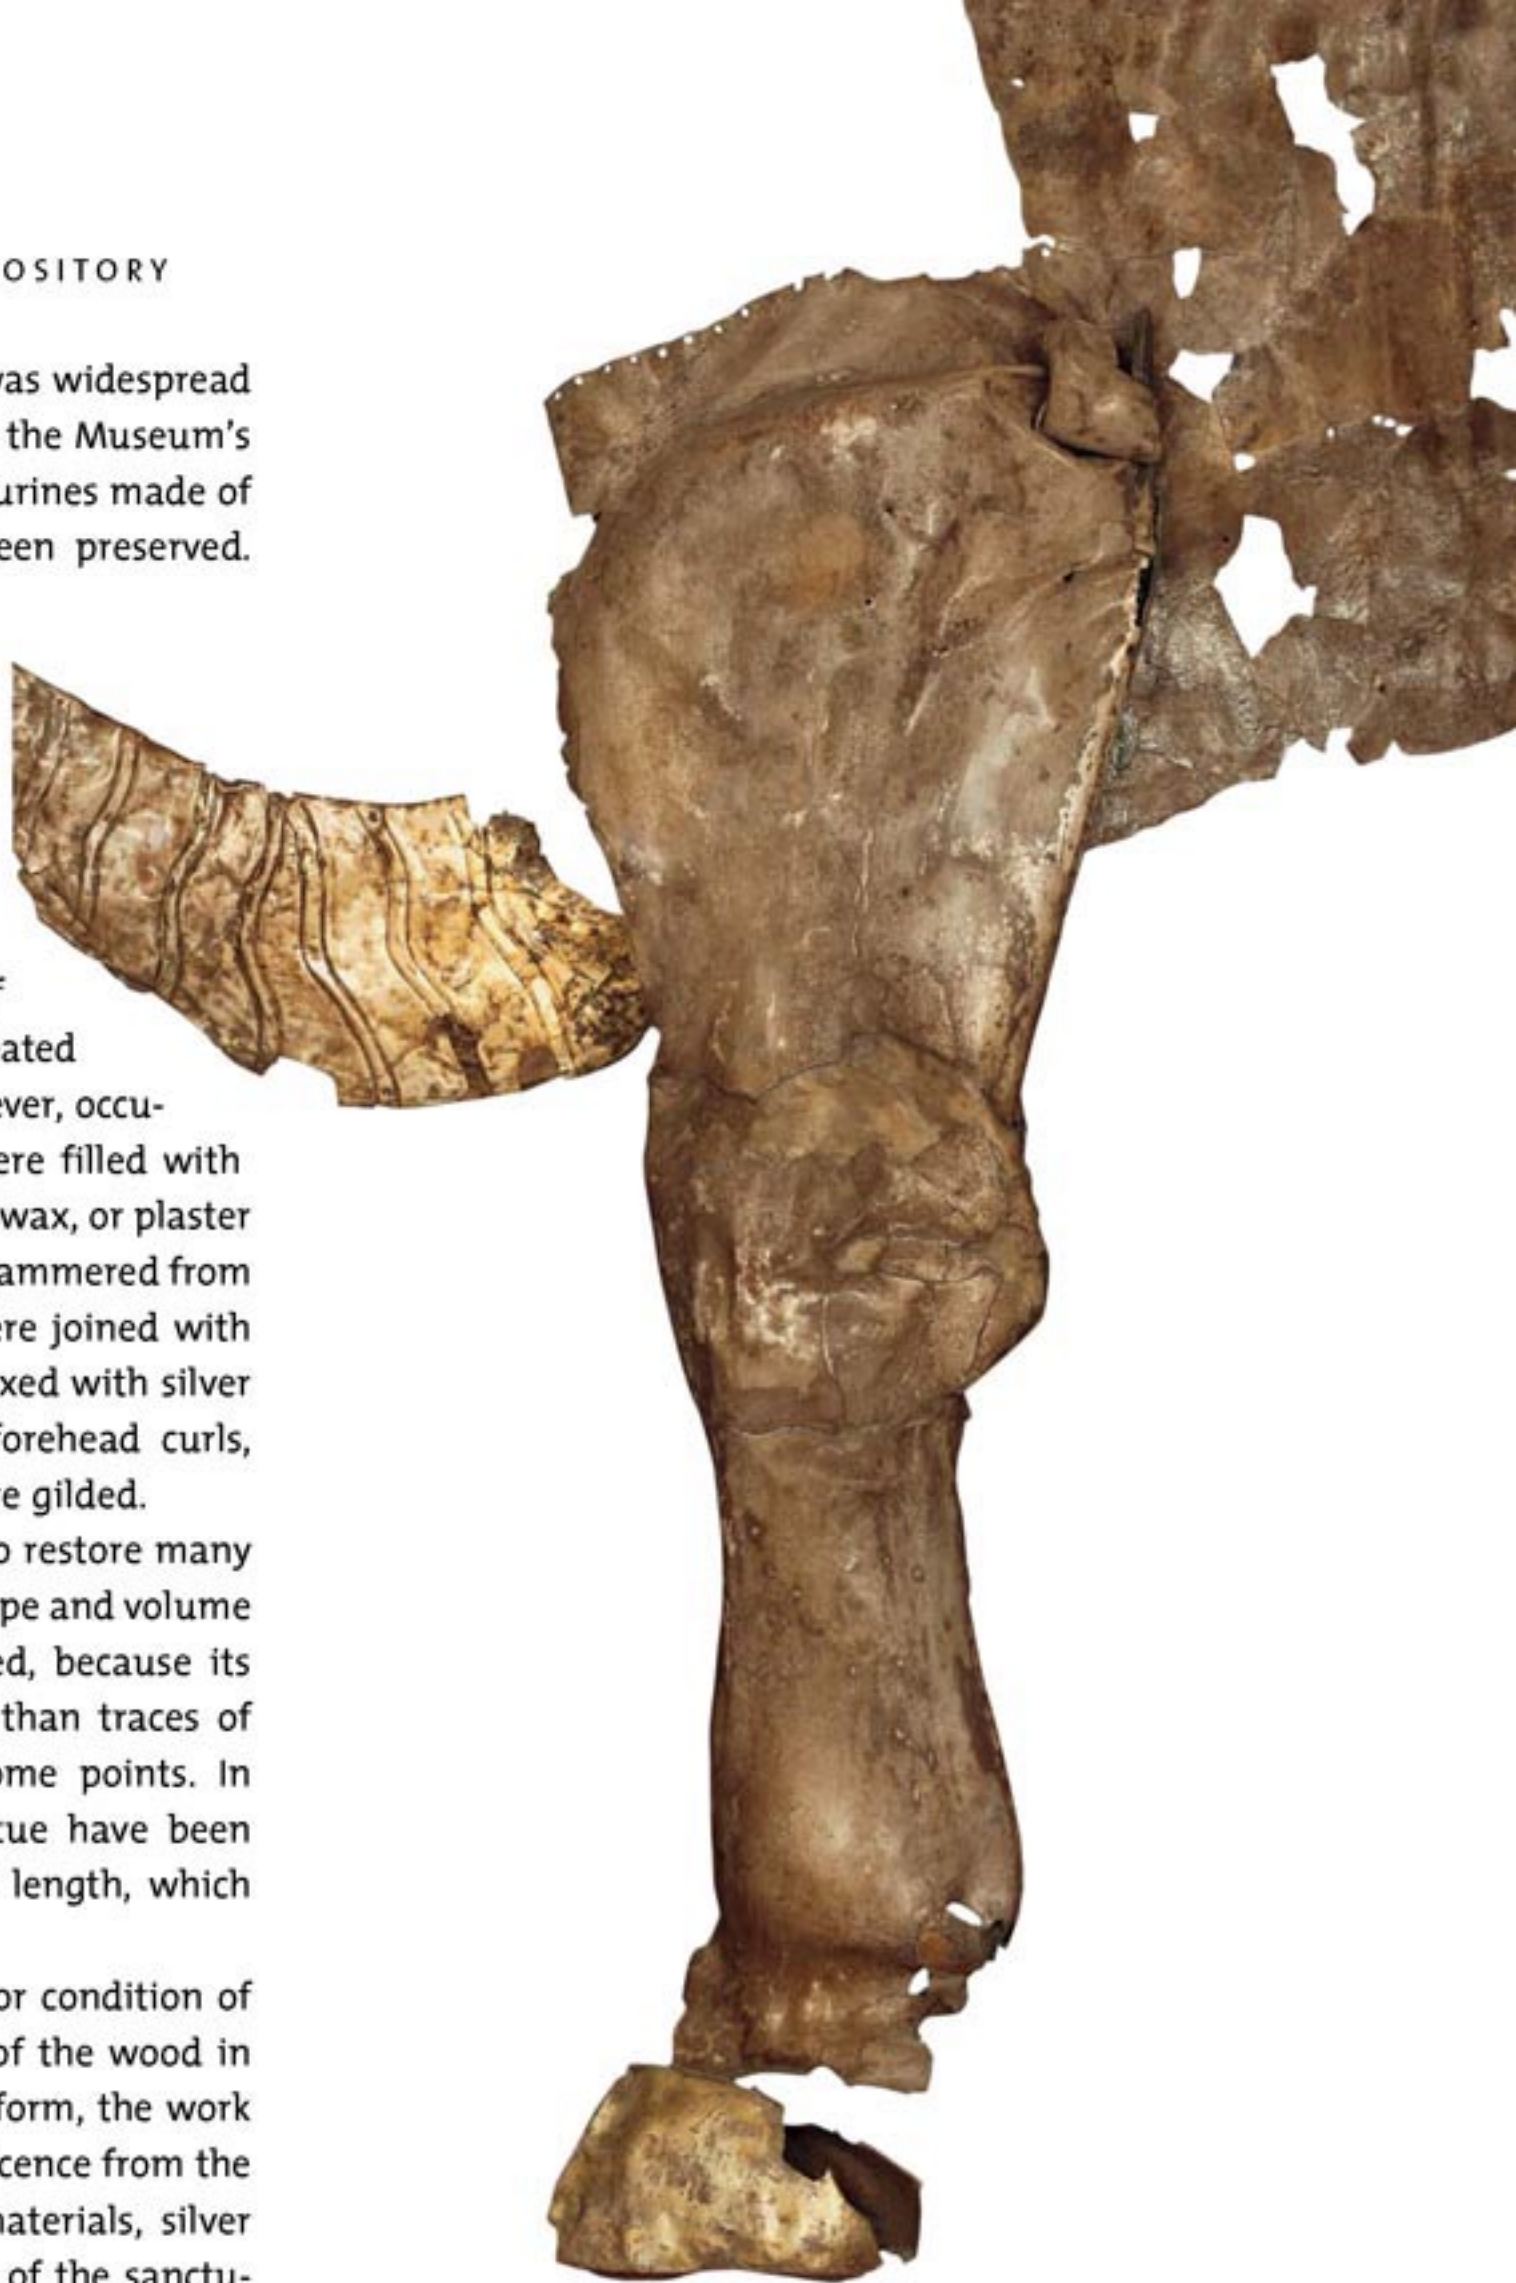 OSITORY
was widespread
the Museum's
urines made of
een preserved.
ated
ever, occu-
ere filled with
wax, or plaster
ammered from
ere joined with
xed with silver
forehead curls,
e gilded.
o restore many
pe and volume
ed, because its
than traces of
ome points. In
tue have been
length, which
or condition of
of the wood in
form, the work
cence from the
naterials, silver
of the sanctu-